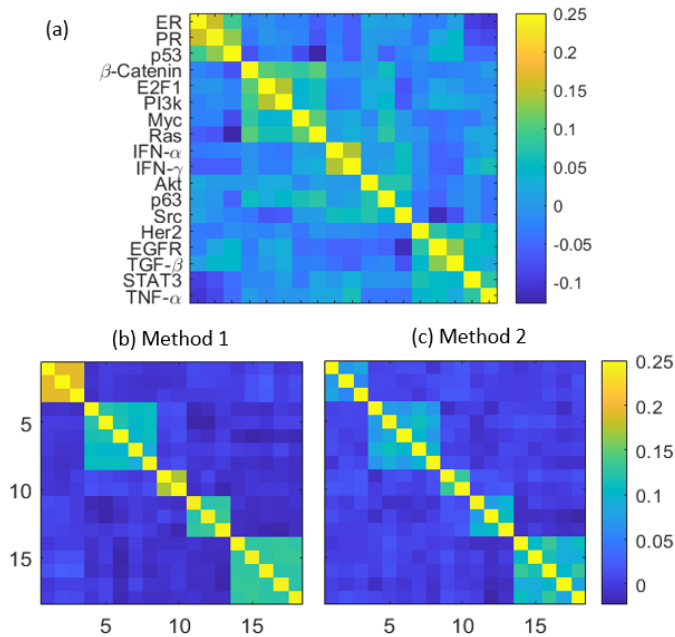 (a)
ER
PR
p53
β-Catenin
E2F1
PI3k
Myc
Ras
IFN-α
IFN-γ
Akt
p63
Src
Her2
EGFR
TGF-β
STAT3
TNF-α
0.25
0.2
0.15
0.1
0.05
0
-0.05
-0.1
(b) Method 1
(c) Method 2
5
10
15
5 10 15
5 10 15
0.25
0.2
0.15
0.1
0.05
0